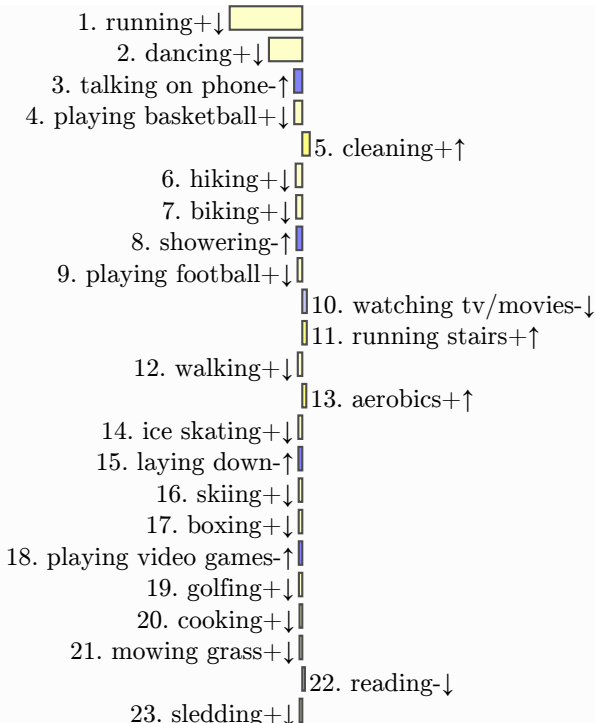 1. running+↓
2. dancing+↓
3. talking on phone-↑
4. playing basketball+↓
5. cleaning+↑
6. hiking+↓
7. biking+↓
8. showering-↑
9. playing football+↓
10. watching tv/movies-↓
11. running stairs+↑
12. walking+↓
13. aerobics+↑
14. ice skating+↓
15. laying down-↑
16. skiing+↓
17. boxing+↓
18. playing video games-↑
19. golfing+↓
20. cooking+↓
21. mowing grass+↓
22. reading-↓
23. sledding+↓